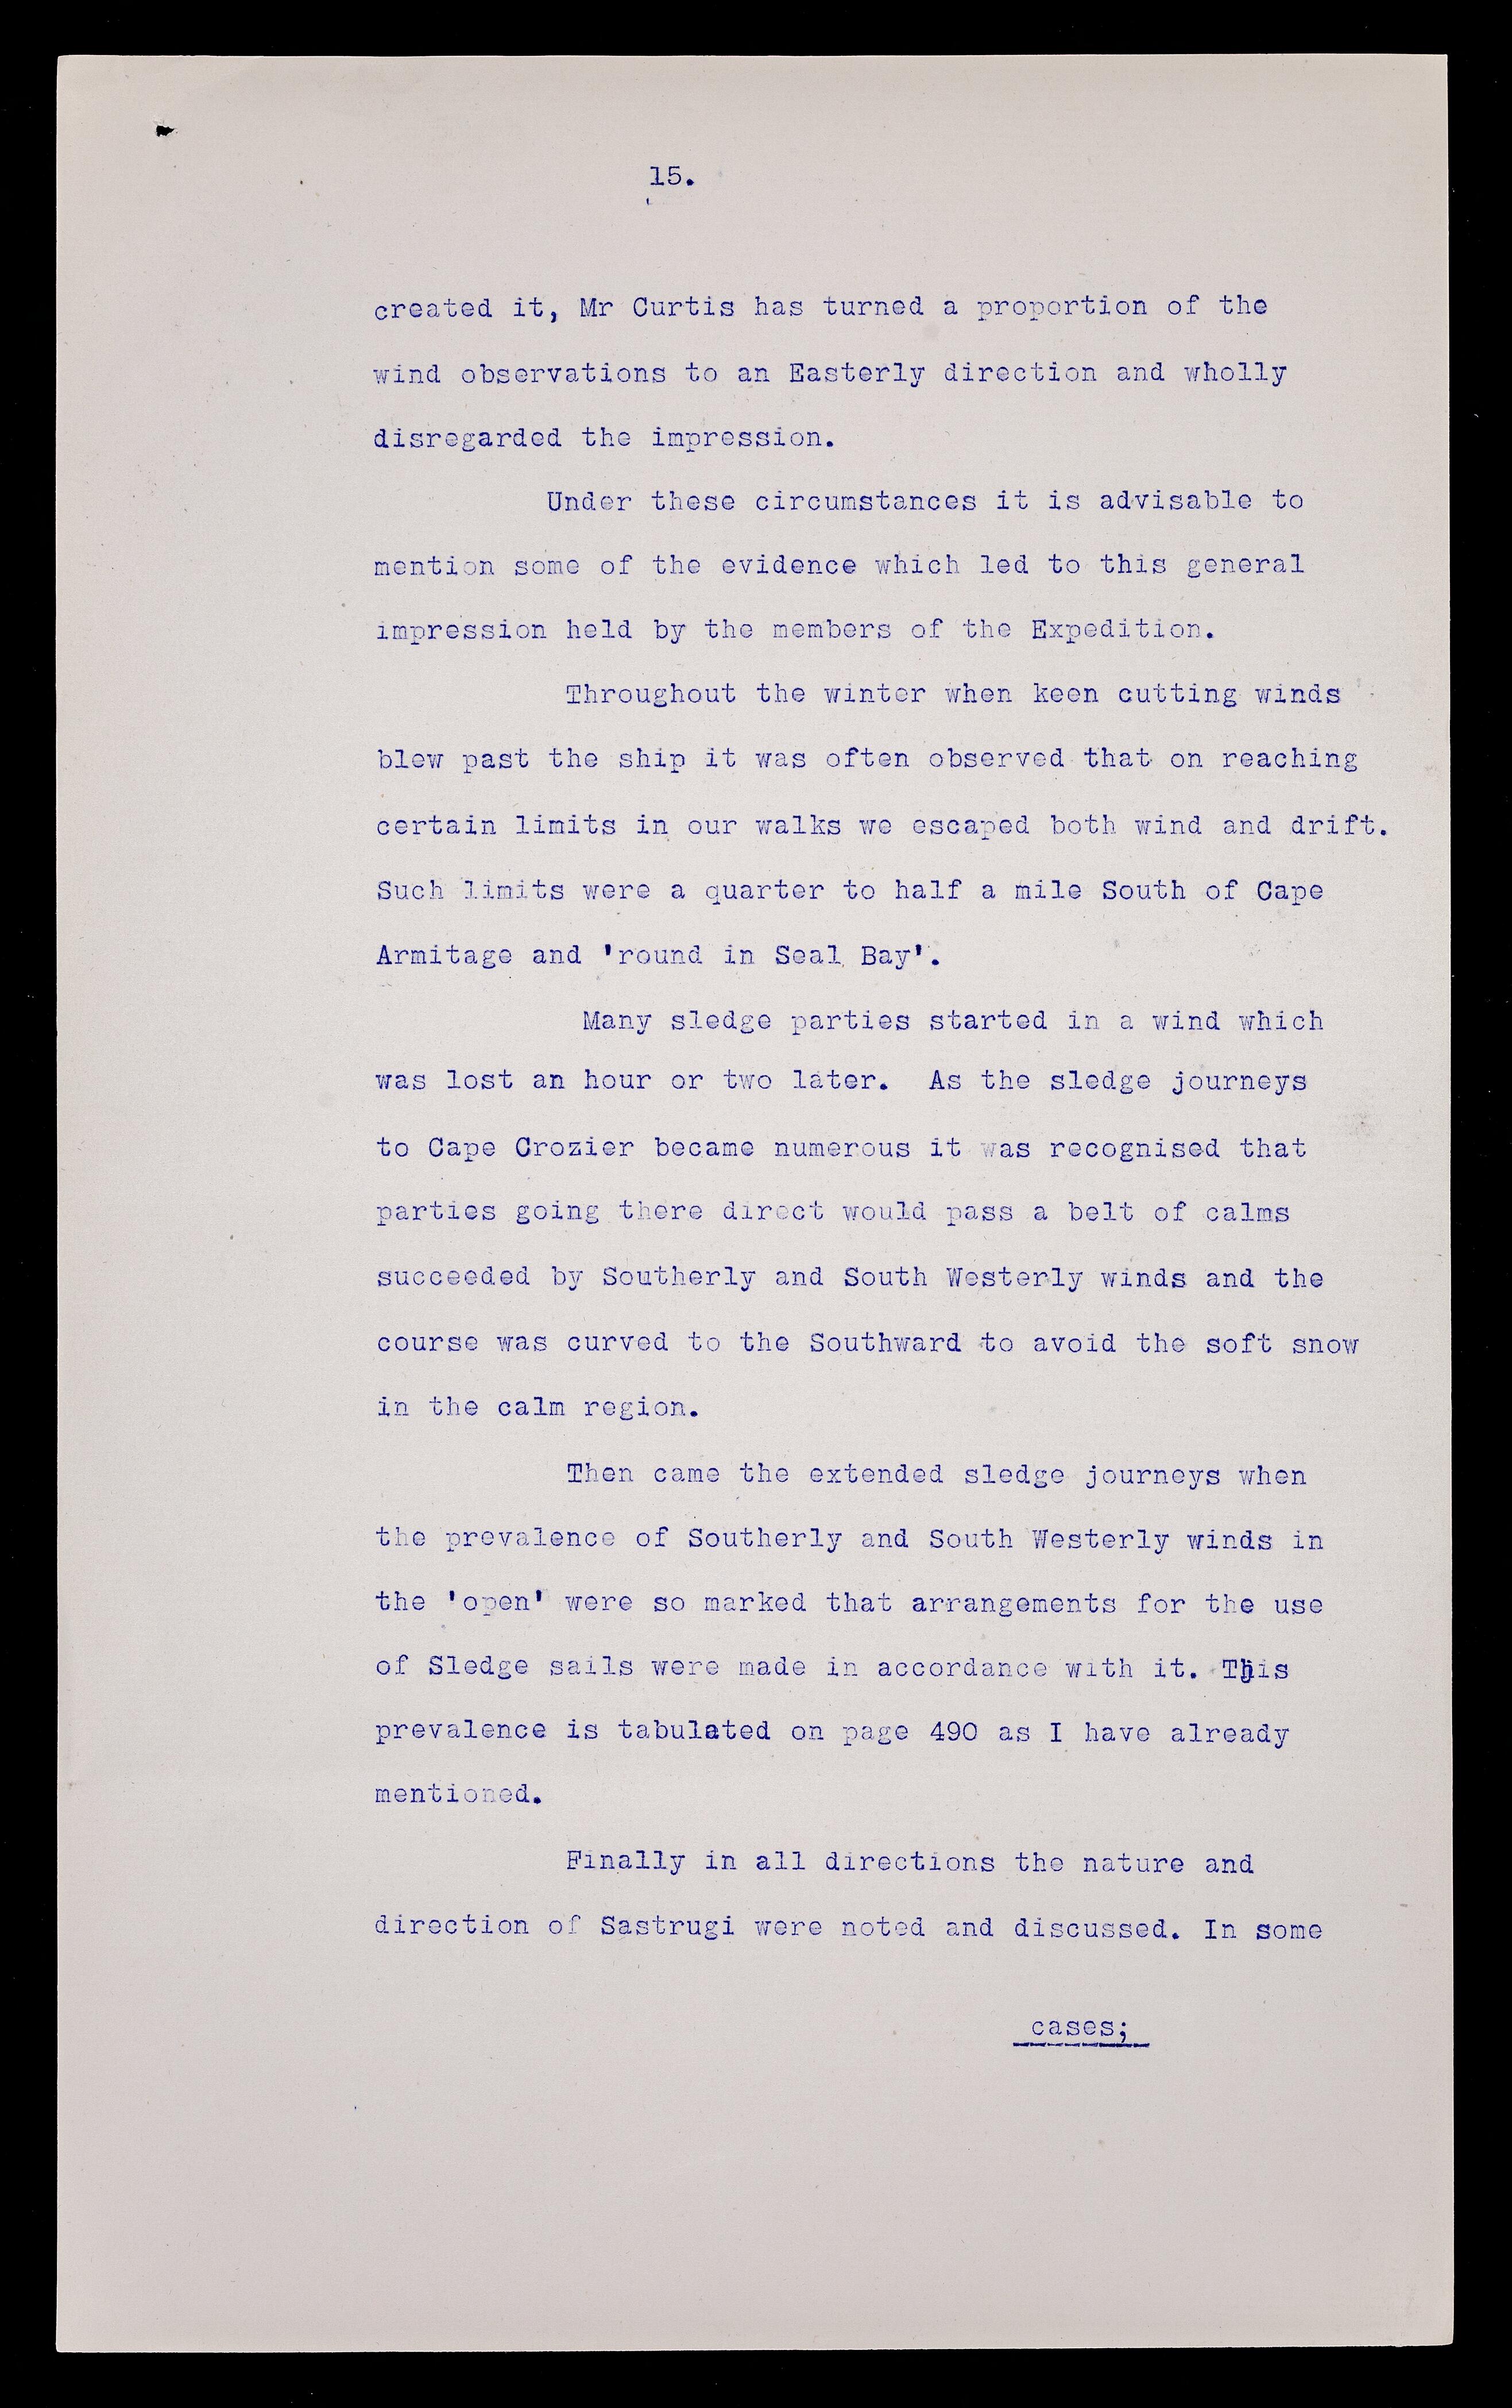 15.
created it, Mr Curtis has turned a proportion of the
wind observations to an Easterly direction and wholly
disregarded the impression.
Under these circumstances it is advisable to
mention some of the evidence which led to this general
impression held by the members of the Expedition.
Throughout the winter when keen cutting winds
blew past the ship it was often observed that on reaching
certain limits in our walks we escaped both wind and drift.
Such limits were a quarter to half a mile South of Cape
Armitage and 'round in Seal Bay'.
Many sledge parties started in a wind which
was lost an hour or two later. As the sledge journeys
to Cape Crozier became numerous it was recognised that
parties going there direct would pass a belt of calms
succeeded by Southerly and South Westerly winds and the
course was curved to the Southward to avoid the soft snow
in the calm region.
Then came the extended sledge journeys when
the prevalence of Southerly and South Westerly winds in
the 'open' were so marked that arrangements for the use
of Sledge sails were made in accordance with it. This
prevalence is tabulated on page 490 as I have already
mentioned.
Finally in all directions the nature and
direction of Sastrugi were noted and discussed. In some
cases;